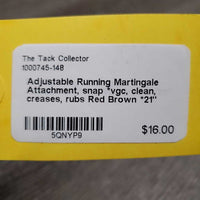 The Tack Collector
1000745-148
Adjustable Running Martingale
Attachment, snap *vgc, clean,
creases, rubs Red Brown *21"
$16.00
5QNYP9